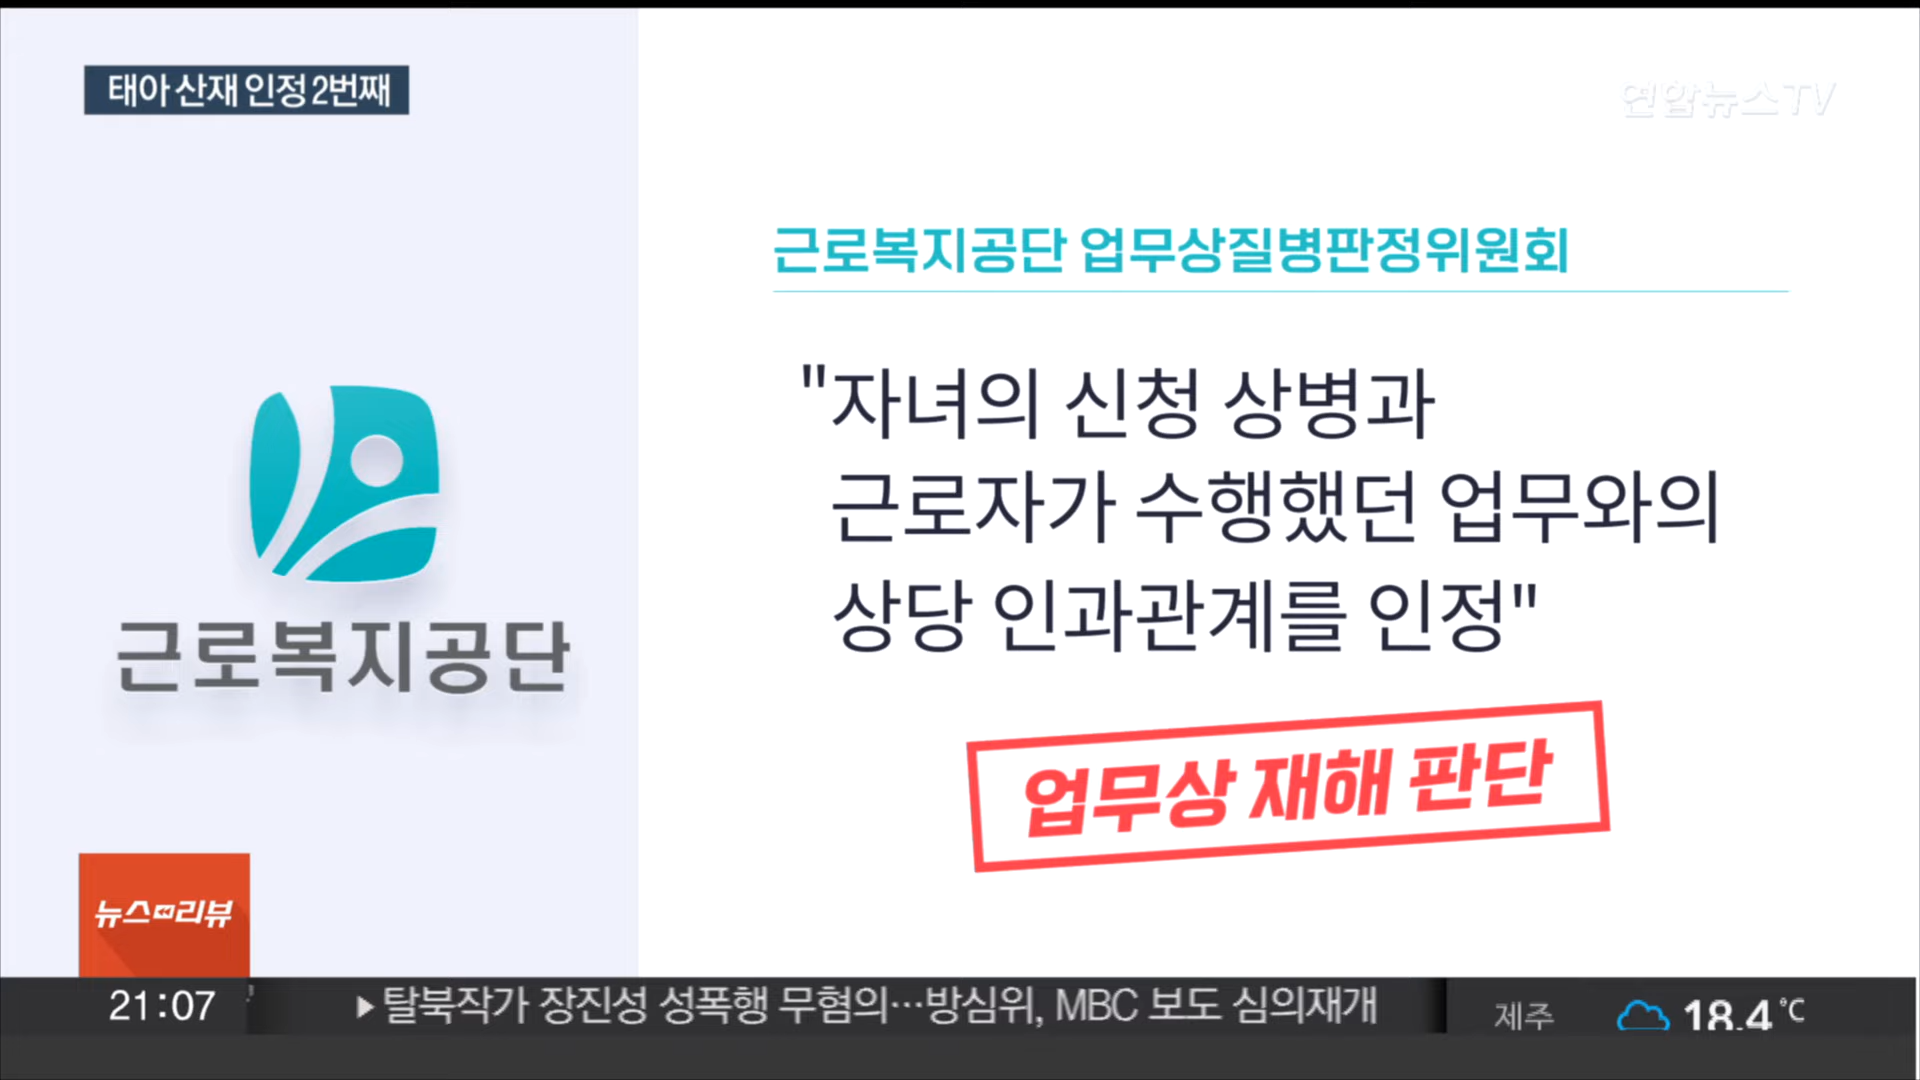 태아 산재 인정 2번째
연합뉴스TV
근로복지공단 업무상질병판정위원회
"자녀의 신청 상병과
근로자가 수행했던 업무와의
상당 인과관계를 인정"
업무상 재해 판단
근로복지공단
뉴스리뷰
21:07
▶탈북작가 장진성 성폭행 무혐의…방심위, MBC 보도 심의재개
제주 18.4℃